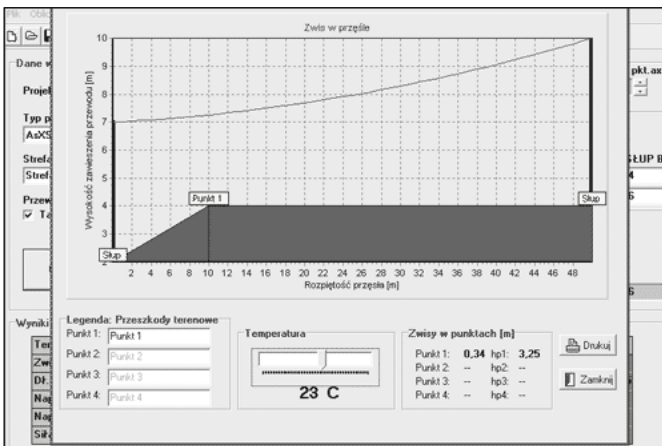 Plik
Dane w
Proje
Typ p
AsXS
Strefa
Stref
Przew
Ta
Wyniki
Ter
Zwi
Dł.
Nap
Nap
Siła
Zwis w przęśle
Wysokość zawieszenia przewodu [m]
10
9
8
7
6
5
4
3
2
Słup
Punkt 1
Słup
2 4 6 8 10 12 14 16 18 20 22 24 26 28 30 32 34 36 38 40 42 44 46 48
Rozpiętość przęsła [m]
Legenda: Przeszkody terenowe
Punkt 1: Punkt 1
Punkt 2: Punkt 2
Punkt 3: Punkt 3
Punkt 4: Punkt 4
Temperatura
23 C
Zwisy w punktach [m]
Punkt 1: 0,34 hp1: 3,25
Punkt 2: -- hp2: --
Punkt 3: -- hp3: --
Punkt 4: -- hp4: --
Drukuj
Zamknij
pkt.ax
SŁUP B
4
6
6